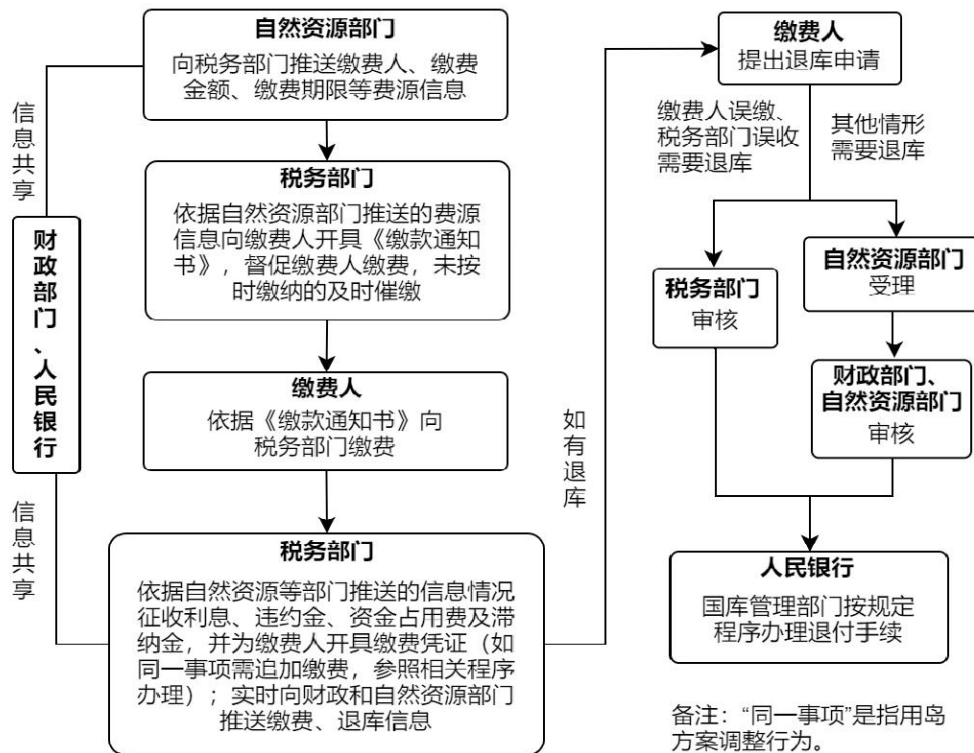 自然资源部门
向税务部门推送缴费人、缴费
金额、缴费期限等费源信息
信息共享
税务部门
依据自然资源部门推送的费源
信息向缴费人开具《缴款通知
书》，督促缴费人缴费，未按
时缴纳的及时催缴
财政部门、人民银行
缴费人
依据《缴款通知书》向
税务部门缴费
信息共享
税务部门
依据自然资源等部门推送的信息情况
征收利息、违约金、资金占用费及滞
纳金，并为缴费人开具缴费凭证（如
同一事项需追加缴费，参照相关程序
办理）；实时向财政和自然资源部门
推送缴费、退库信息
如有退库
缴费人
提出退库申请
缴费人误缴、
税务部门误收
需要退库
其他情形
需要退库
税务部门
审核
自然资源部门
受理
财政部门、
自然资源部门
审核
人民银行
国库管理部门按规定
程序办理退付手续
备注：“同一事项”是指用岛
方案调整行为。